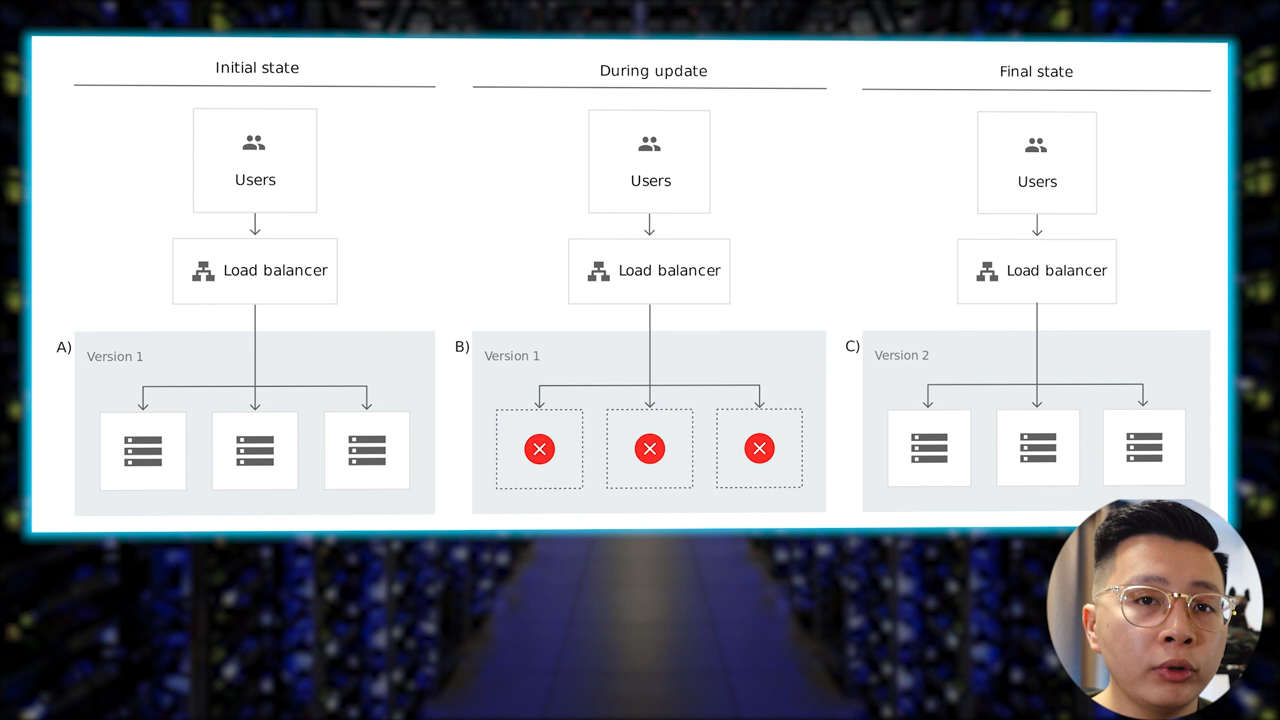 Initial state
Users
Load balancer
A)
Version 1
During update
Users
Load balancer
B)
Version 1
Final state
Users
Load balancer
C)
Version 2